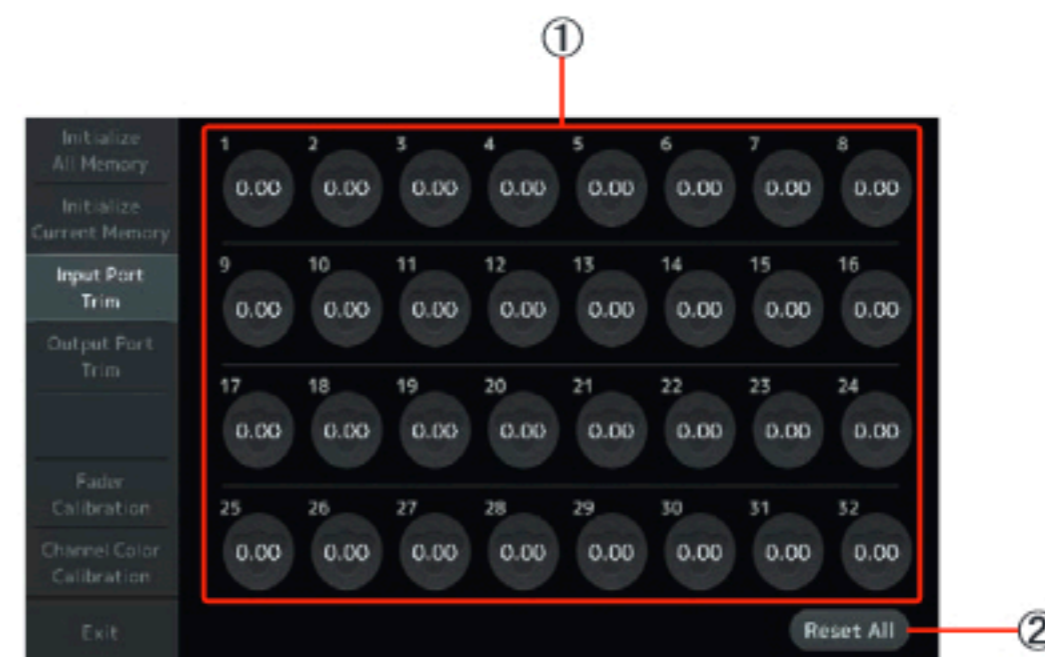 ①
Initialize
All Memory
Initialize
Current Memory
Input Port
Trim
Output Port
Trim
Fader
Calibration
Channel Color
Calibration
Exit
1 2 3 4 5 6 7 8
0.00 0.00 0.00 0.00 0.00 0.00 0.00 0.00
9 10 11 12 13 14 15 16
0.00 0.00 0.00 0.00 0.00 0.00 0.00 0.00
17 18 19 20 21 22 23 24
0.00 0.00 0.00 0.00 0.00 0.00 0.00 0.00
25 26 27 28 29 30 31 32
0.00 0.00 0.00 0.00 0.00 0.00 0.00 0.00
Reset All
②